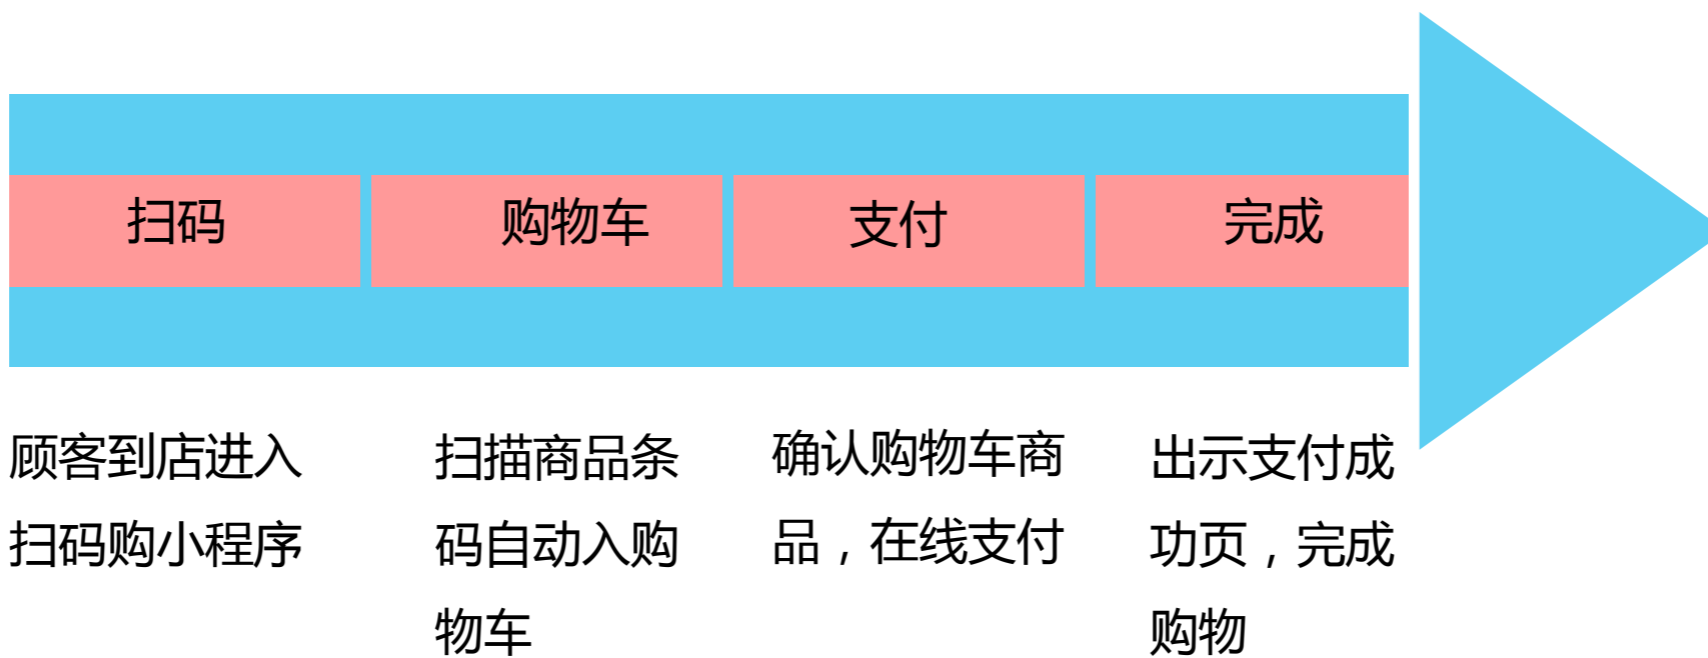 扫码
购物车
支付
完成
顾客到店进入
扫码购小程序
扫描商品条
码自动入购
物车
确认购物车商
品，在线支付
出示支付成
功页，完成
购物